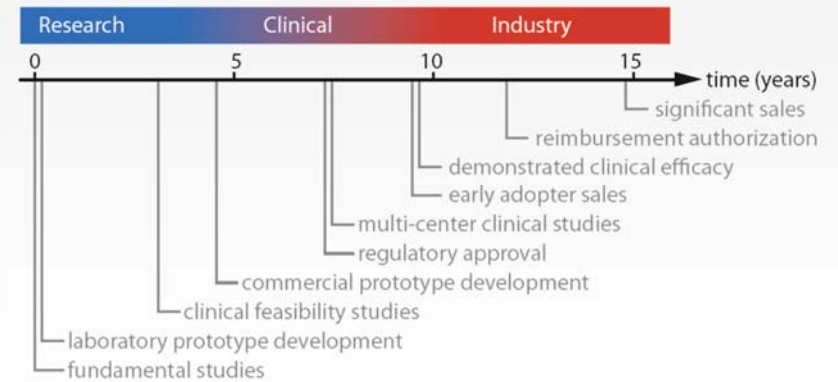 Research Clinical Industry
0 5 10 15
time (years)
significant sales
reimbursement authorization
demonstrated clinical efficacy
early adopter sales
multi-center clinical studies
regulatory approval
commercial prototype development
clinical feasibility studies
laboratory prototype development
fundamental studies